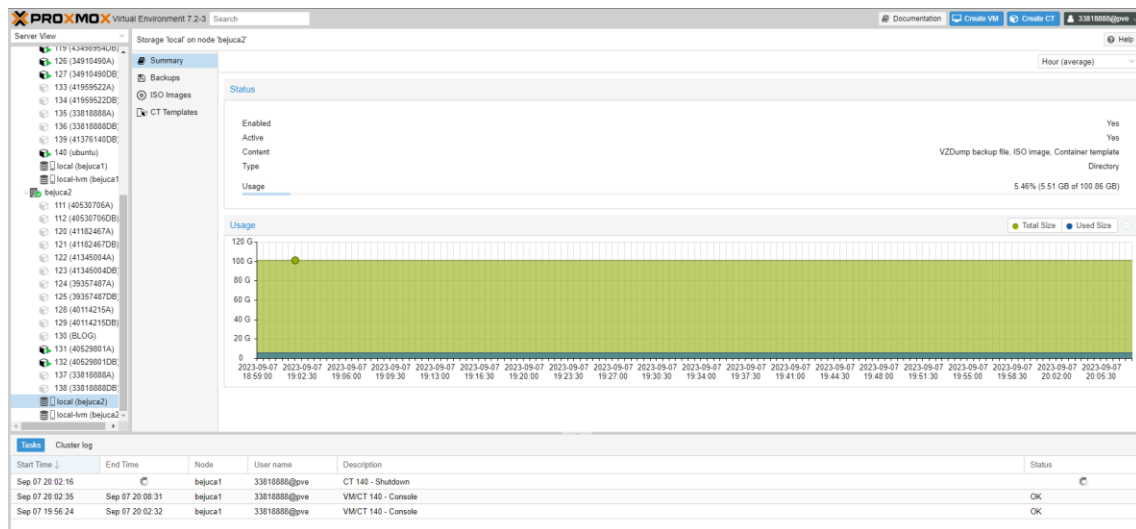 PROXMOX Virtual Environment 7.2-3 Search
Documentation Create VM Create CT 33818888@pve
Server View
Storage 'local' on node 'bejuca2'
Help
119 (43498954DB)
126 (34910490A)
127 (34910490DB)
133 (41959522A)
134 (41959522DB)
135 (33818888A)
136 (33818888DB)
139 (41376140DB)
140 (ubuntu)
local (bejuca1)
local-lvm (bejuca1
bejuca2
111 (40530706A)
112 (40530706DB)
120 (41182467A)
121 (41182467DB)
122 (41345004A)
123 (41345004DB)
124 (39357487A)
125 (39357487DB)
128 (40114215A)
129 (40114215DB)
130 (BLOG)
131 (40529801A)
132 (40529801DB)
137 (33818888A)
138 (33818888DB)
local (bejuca2)
local-lvm (bejuca2
Summary
Backups
ISO Images
CT Templates
Hour (average)
Status
Enabled Yes
Active Yes
Content VZDump backup file, ISO image, Container template
Type Directory
Usage 5.46% (5.51 GB of 100.86 GB)
Usage
Total Size Used Size
120 G
100 G
80 G
60 G
40 G
20 G
0
2023-09-07 2023-09-07 2023-09-07 2023-09-07 2023-09-07 2023-09-07 2023-09-07 2023-09-07 2023-09-07 2023-09-07 2023-09-07 2023-09-07 2023-09-07 2023-09-07 2023-09-07 2023-09-07 2023-09-07 2023-09-07 2023-09-07 2023-09-07
18:59:00 19:02:30 19:06:00 19:09:30 19:13:00 19:16:30 19:20:00 19:23:30 19:27:00 19:30:30 19:34:00 19:37:30 19:41:00 19:44:30 19:48:00 19:51:30 19:55:00 19:58:30 20:02:00 20:05:30
Tasks Cluster log
Start Time End Time Node User name Description Status
Sep 07 20:02:16 bejuca1 33818888@pve CT 140 - Shutdown
Sep 07 20:02:35 Sep 07 20:08:31 bejuca1 33818888@pve VM/CT 140 - Console OK
Sep 07 19:56:24 Sep 07 20:02:32 bejuca1 33818888@pve VM/CT 140 - Console OK